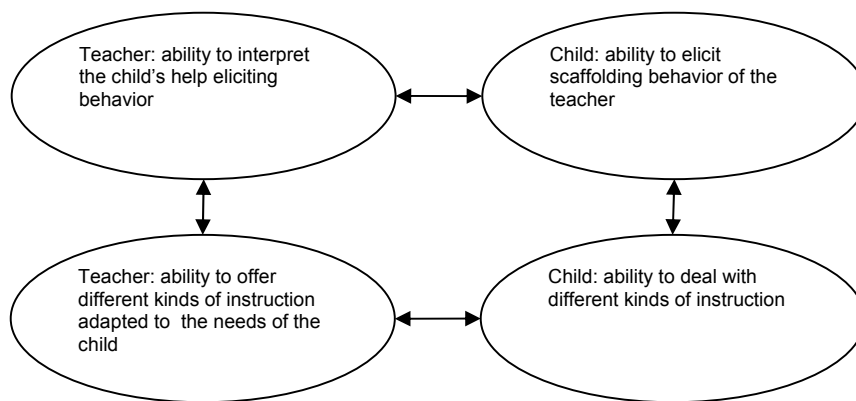 Teacher: ability to interpret
the child’s help eliciting
behavior
Child: ability to elicit
scaffolding behavior of the
teacher
Teacher: ability to offer
different kinds of instruction
adapted to  the needs of the
child
Child: ability to deal with
different kinds of instruction